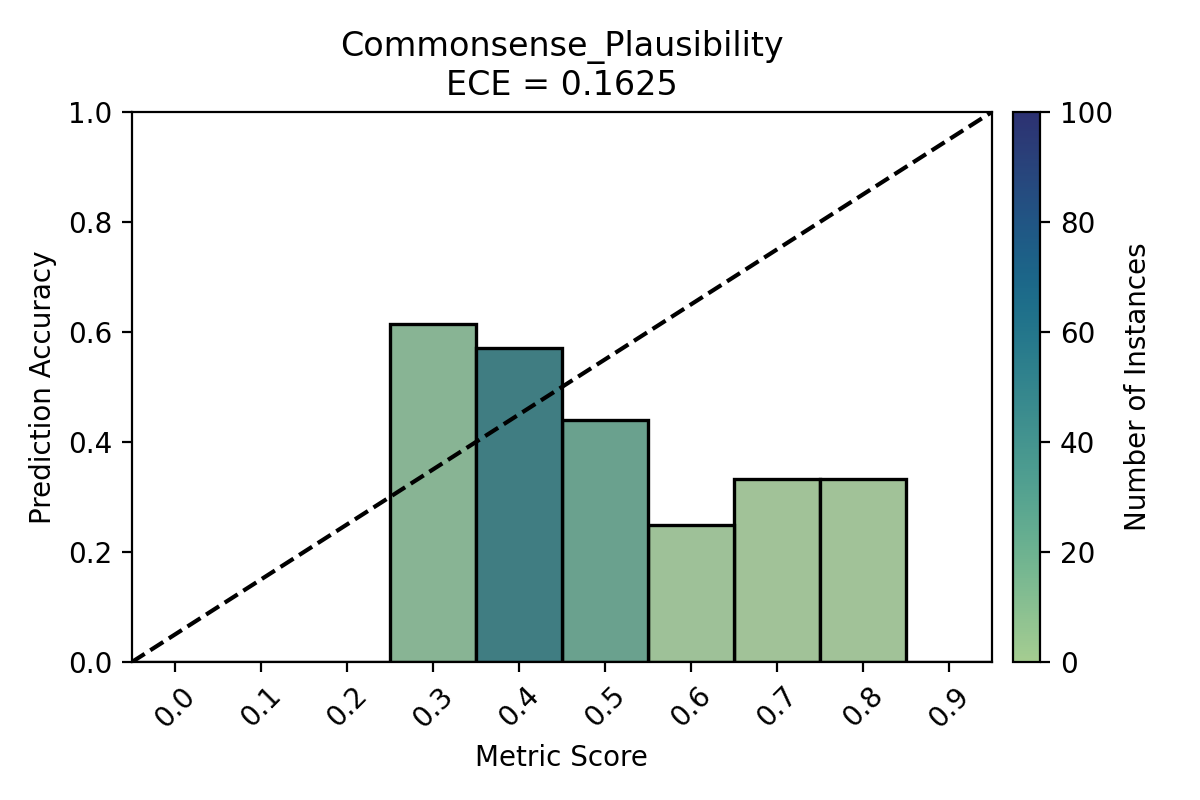 Commonsense_Plausibility
ECE = 0.1625
Prediction Accuracy
1.0
0.8
0.6
0.4
0.2
0.0
0.0 0.1 0.2 0.3 0.4 0.5 0.6 0.7 0.8 0.9
Metric Score
100
80
60
40
20
0
Number of Instances